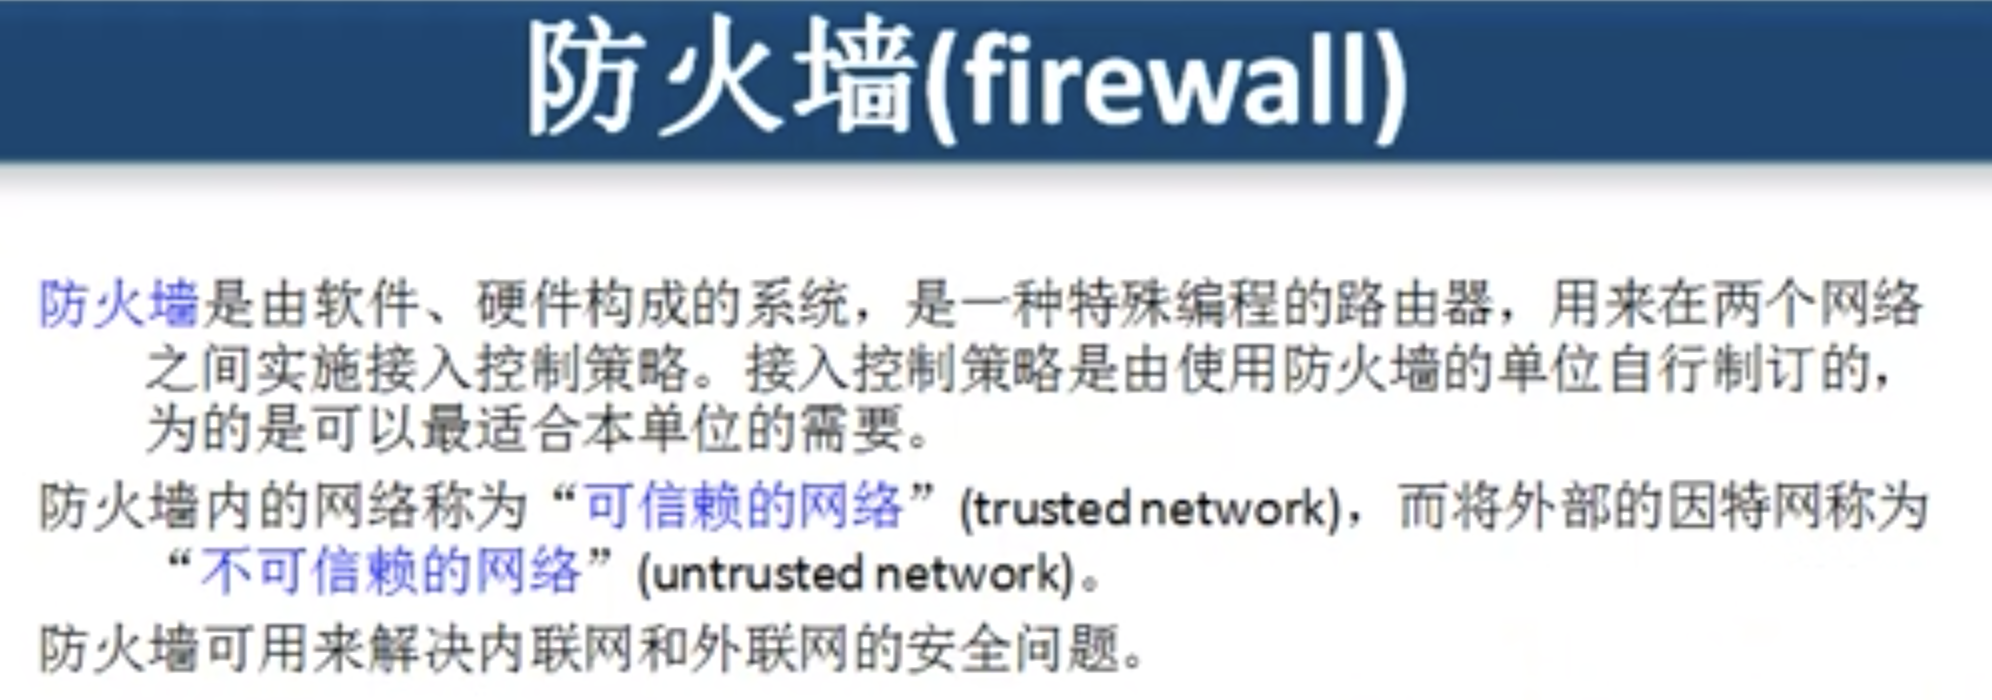 防火墙(firewall)
防火墙是由软件、硬件构成的系统，是一种特殊编程的路由器，用来在两个网络
之间实施接入控制策略。接入控制策略是由使用防火墙的单位自行制订的，
为的是可以最适合本单位的需要。
防火墙内的网络称为“可信赖的网络”(trusted network)，而将外部的因特网称为
“不可信赖的网络”(untrusted network)。
防火墙可用来解决内联网和外联网的安全问题。